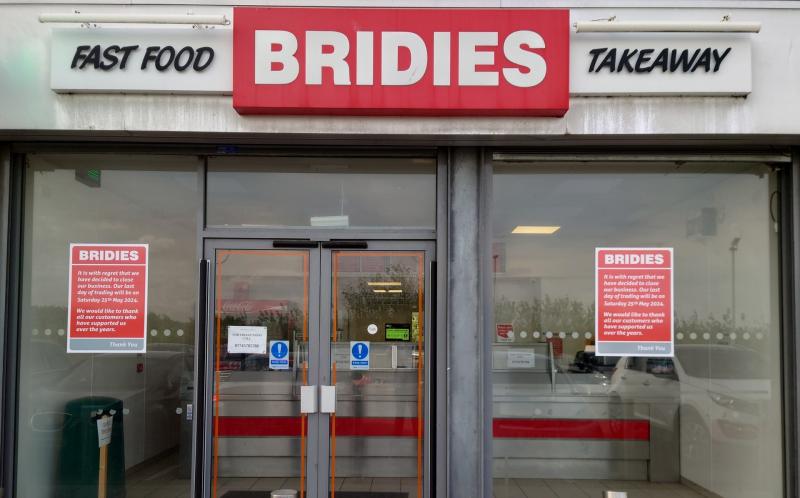 FAST FOOD
BRIDIES
TAKEAWAY
BRIDIES
It is with regret that we
have decided to close
our business. Our last
day of trading will be on
Saturday 25TH May 2024.
We would like to thank
all our customers who
have supported us
over the years.
Thank You
BRIDIES
It is with regret that we
have decided to close
our business. Our last
day of trading will be on
Saturday 25TH May 2024.
We would like to thank
all our customers who
have supported us
over the years.
Thank You